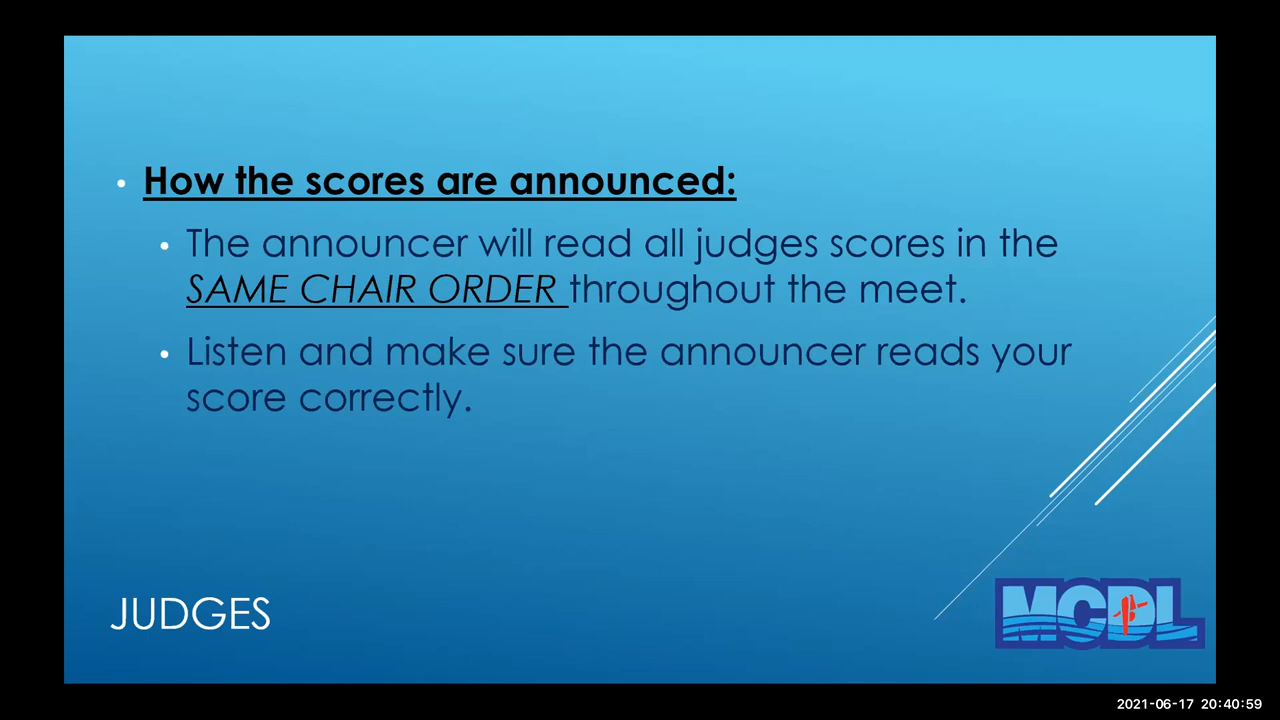 How the scores are announced:
The announcer will read all judges scores in the
SAME CHAIR ORDER throughout the meet.
Listen and make sure the announcer reads your
score correctly.
JUDGES
MCDL
2021-06-17 20:40:59